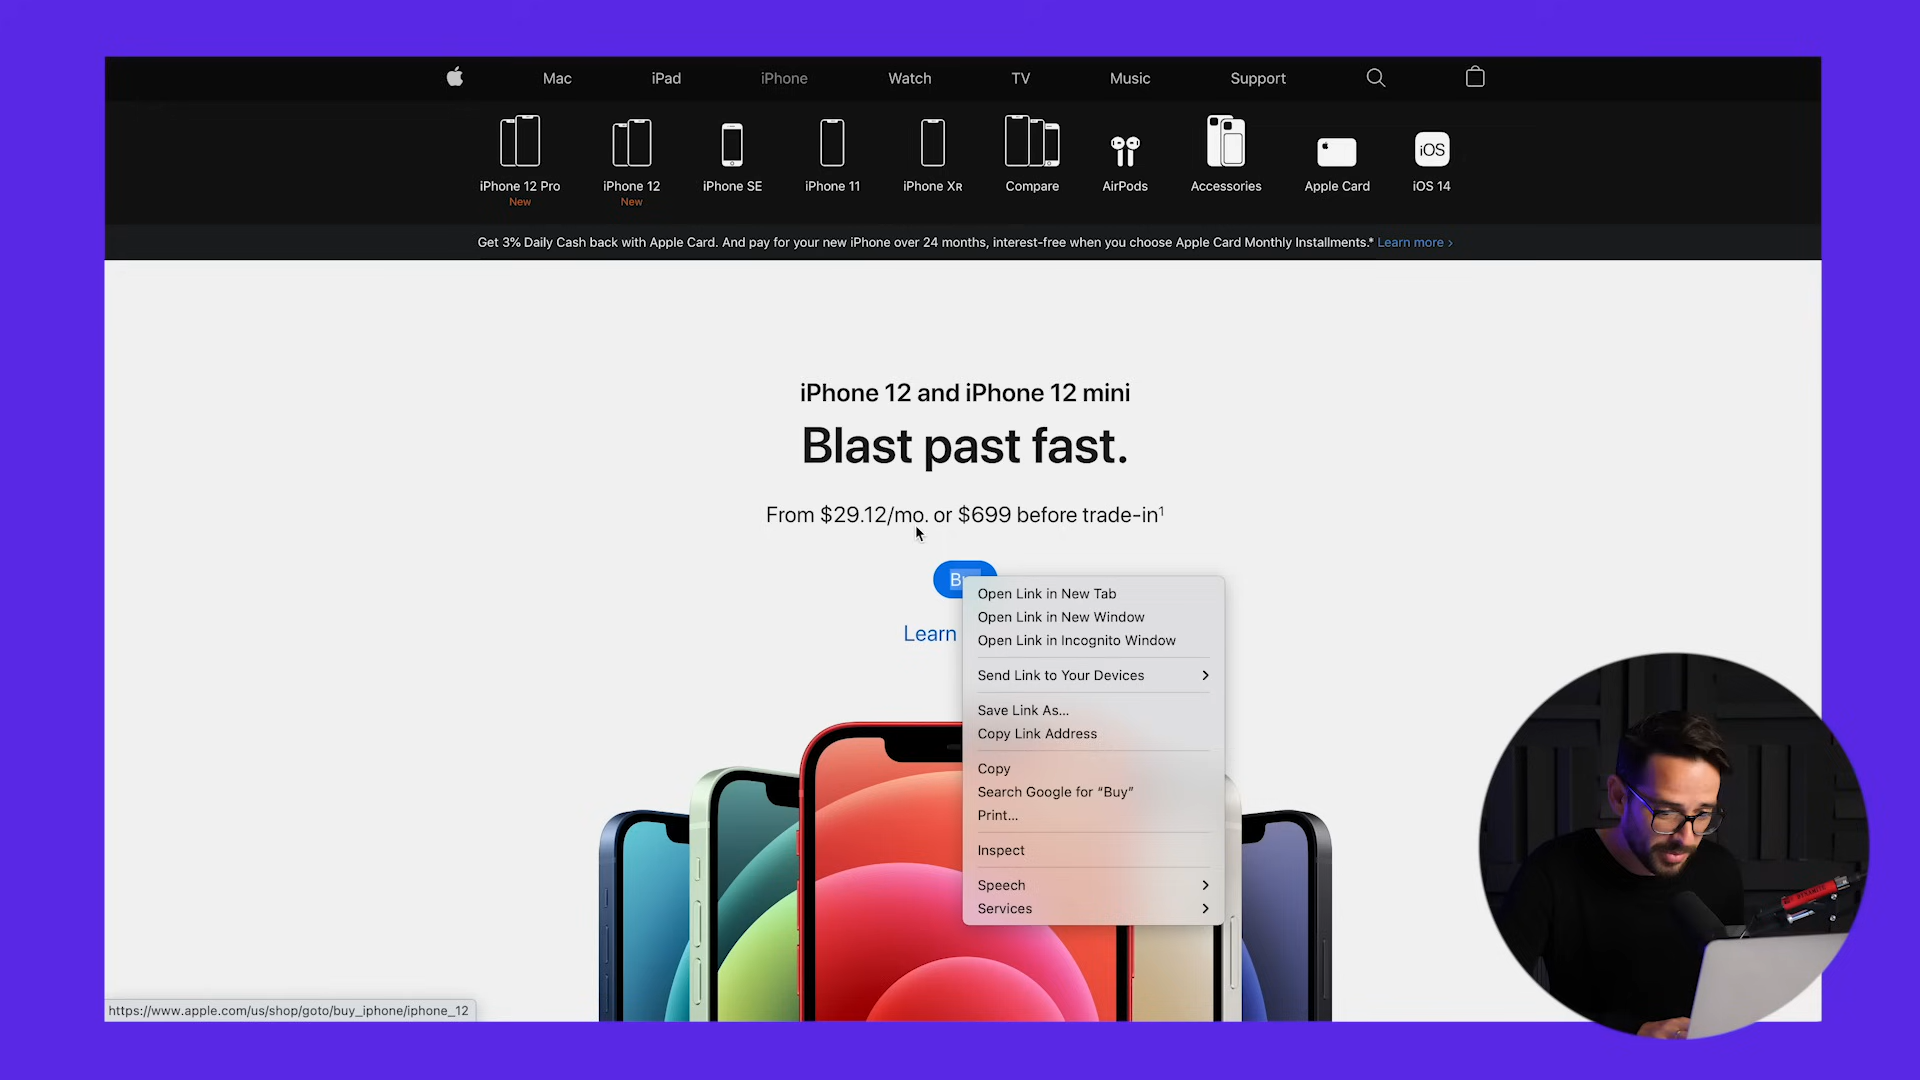 Mac iPad iPhone Watch TV Music Support
iPhone 12 Pro iPhone 12 iPhone SE iPhone 11 iPhone XR Compare AirPods Accessories Apple Card iOS 14
iOS
New New
Get 3% Daily Cash back with Apple Card. And pay for your new iPhone over 24 months, interest-free when you choose Apple Card Monthly Installments.* Learn more >
iPhone 12 and iPhone 12 mini
Blast past fast.
From $29.12/mo. or $699 before trade-in¹
Learn
Open Link in New Tab
Open Link in New Window
Open Link in Incognito Window
Send Link to Your Devices
Save Link As...
Copy Link Address
Copy
Search Google for “Buy”
Print...
Inspect
Speech
Services
https://www.apple.com/us/shop/goto/buy_iphone/iphone_12